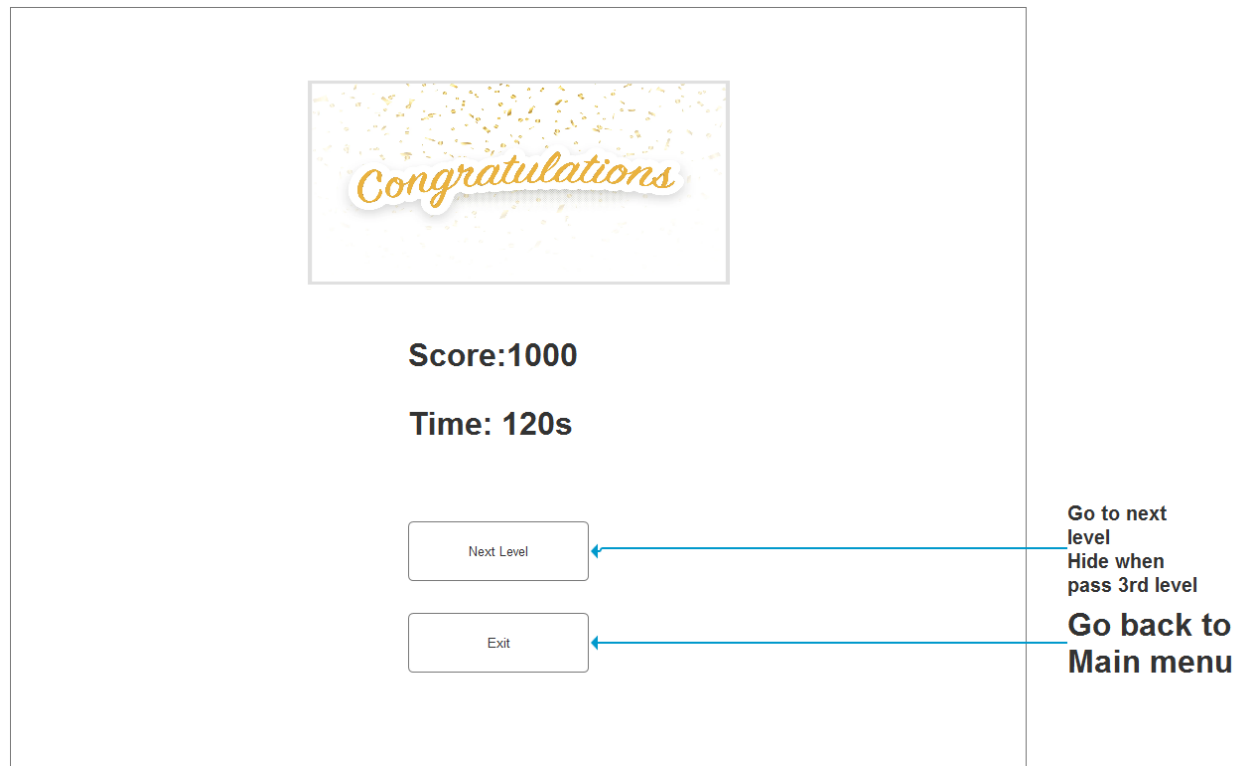 Congratulations
Score:1000
Time: 120s
Next Level
Go to next
level
Hide when
pass 3rd level
Exit
Go back to
Main menu